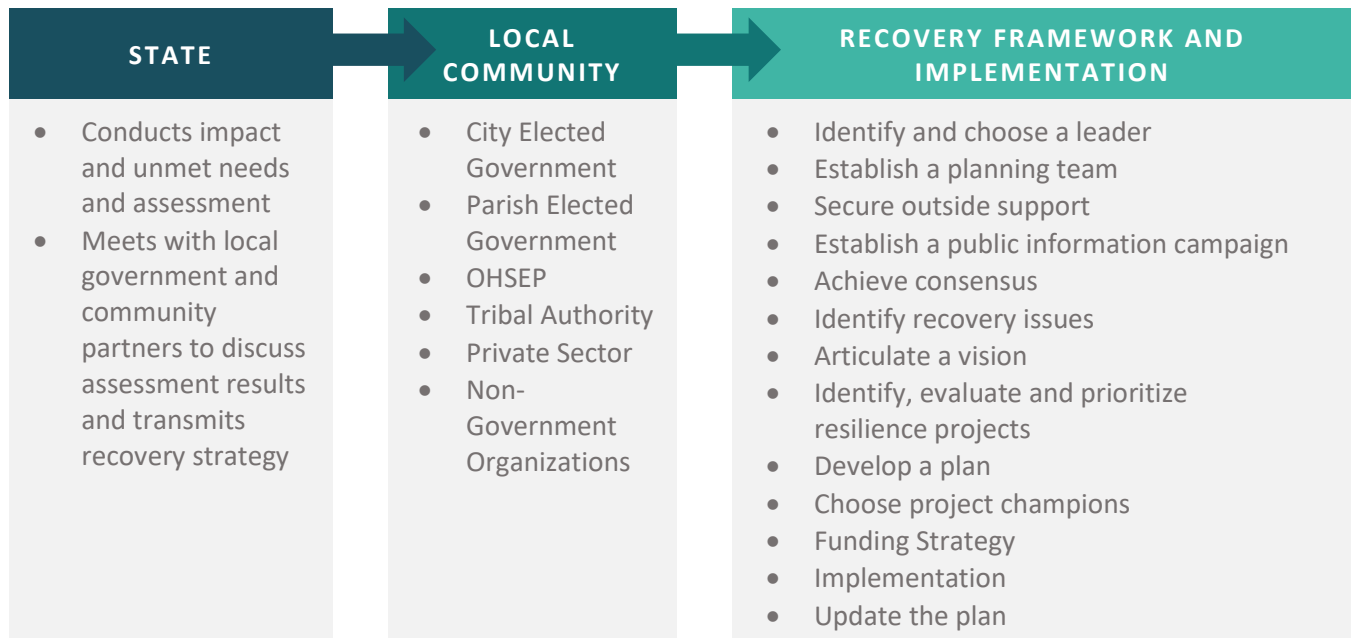 STATE
• Conducts impact
and unmet needs
and assessment
• Meets with local
government and
community
partners to discuss
assessment results
and transmits
recovery strategy
LOCAL
COMMUNITY
• City Elected
Government
• Parish Elected
Government
• OHSEP
• Tribal Authority
• Private Sector
• Non-
Government
Organizations
RECOVERY FRAMEWORK AND
IMPLEMENTATION
• Identify and choose a leader
• Establish a planning team
• Secure outside support
• Establish a public information campaign
• Achieve consensus
• Identify recovery issues
• Articulate a vision
• Identify, evaluate and prioritize
resilience projects
• Develop a plan
• Choose project champions
• Funding Strategy
• Implementation
• Update the plan